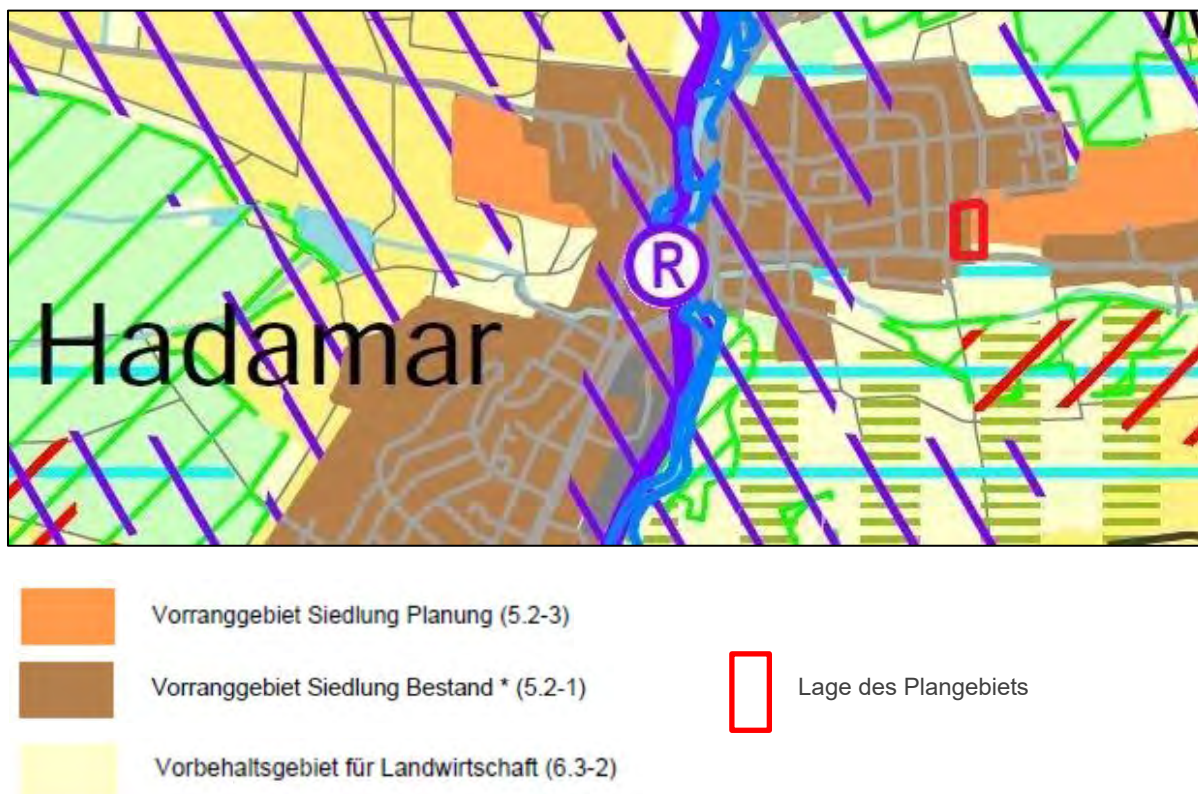 R
Hadamar
Vorranggebiet Siedlung Planung (5.2-3)
Vorranggebiet Siedlung Bestand * (5.2-1)
Lage des Plangebiets
Vorbehaltsgebiet für Landwirtschaft (6.3-2)